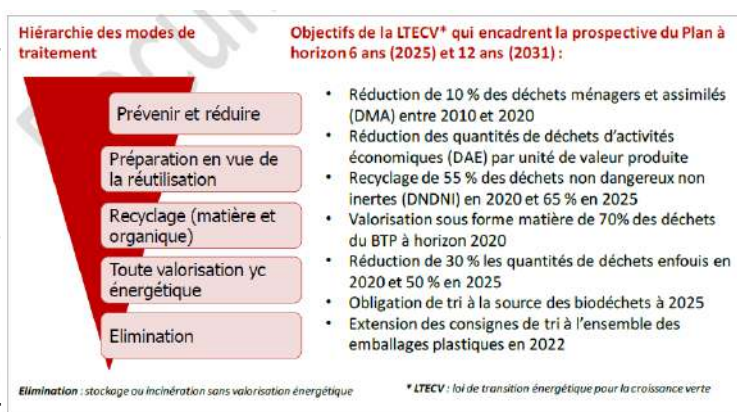 Hiérarchie des modes de
traitement
Prévenir et réduire
Préparation en vue de
la réutilisation
Recyclage (matière et
organique)
Toute valorisation yc
énergétique
Elimination
Objectifs de la LTECV* qui encadrent la prospective du Plan à
horizon 6 ans (2025) et 12 ans (2031) :
• Réduction de 10 % des déchets ménagers et assimilés
(DMA) entre 2010 et 2020
• Réduction des quantités de déchets d'activités
économiques (DAE) par unité de valeur produite
• Recyclage de 55 % des déchets non dangereux non
inertes (DNDNI) en 2020 et 65 % en 2025
• Valorisation sous forme matière de 70% des déchets
du BTP à horizon 2020
• Réduction de 30 % les quantités de déchets enfouis en
2020 et 50 % en 2025
• Obligation de tri à la source des biodéchets à 2025
• Extension des consignes de tri à l'ensemble des
emballages plastiques en 2022
Elimination : stockage ou incinération sans valorisation énergétique
* LTECV : loi de transition énergétique pour la croissance verte